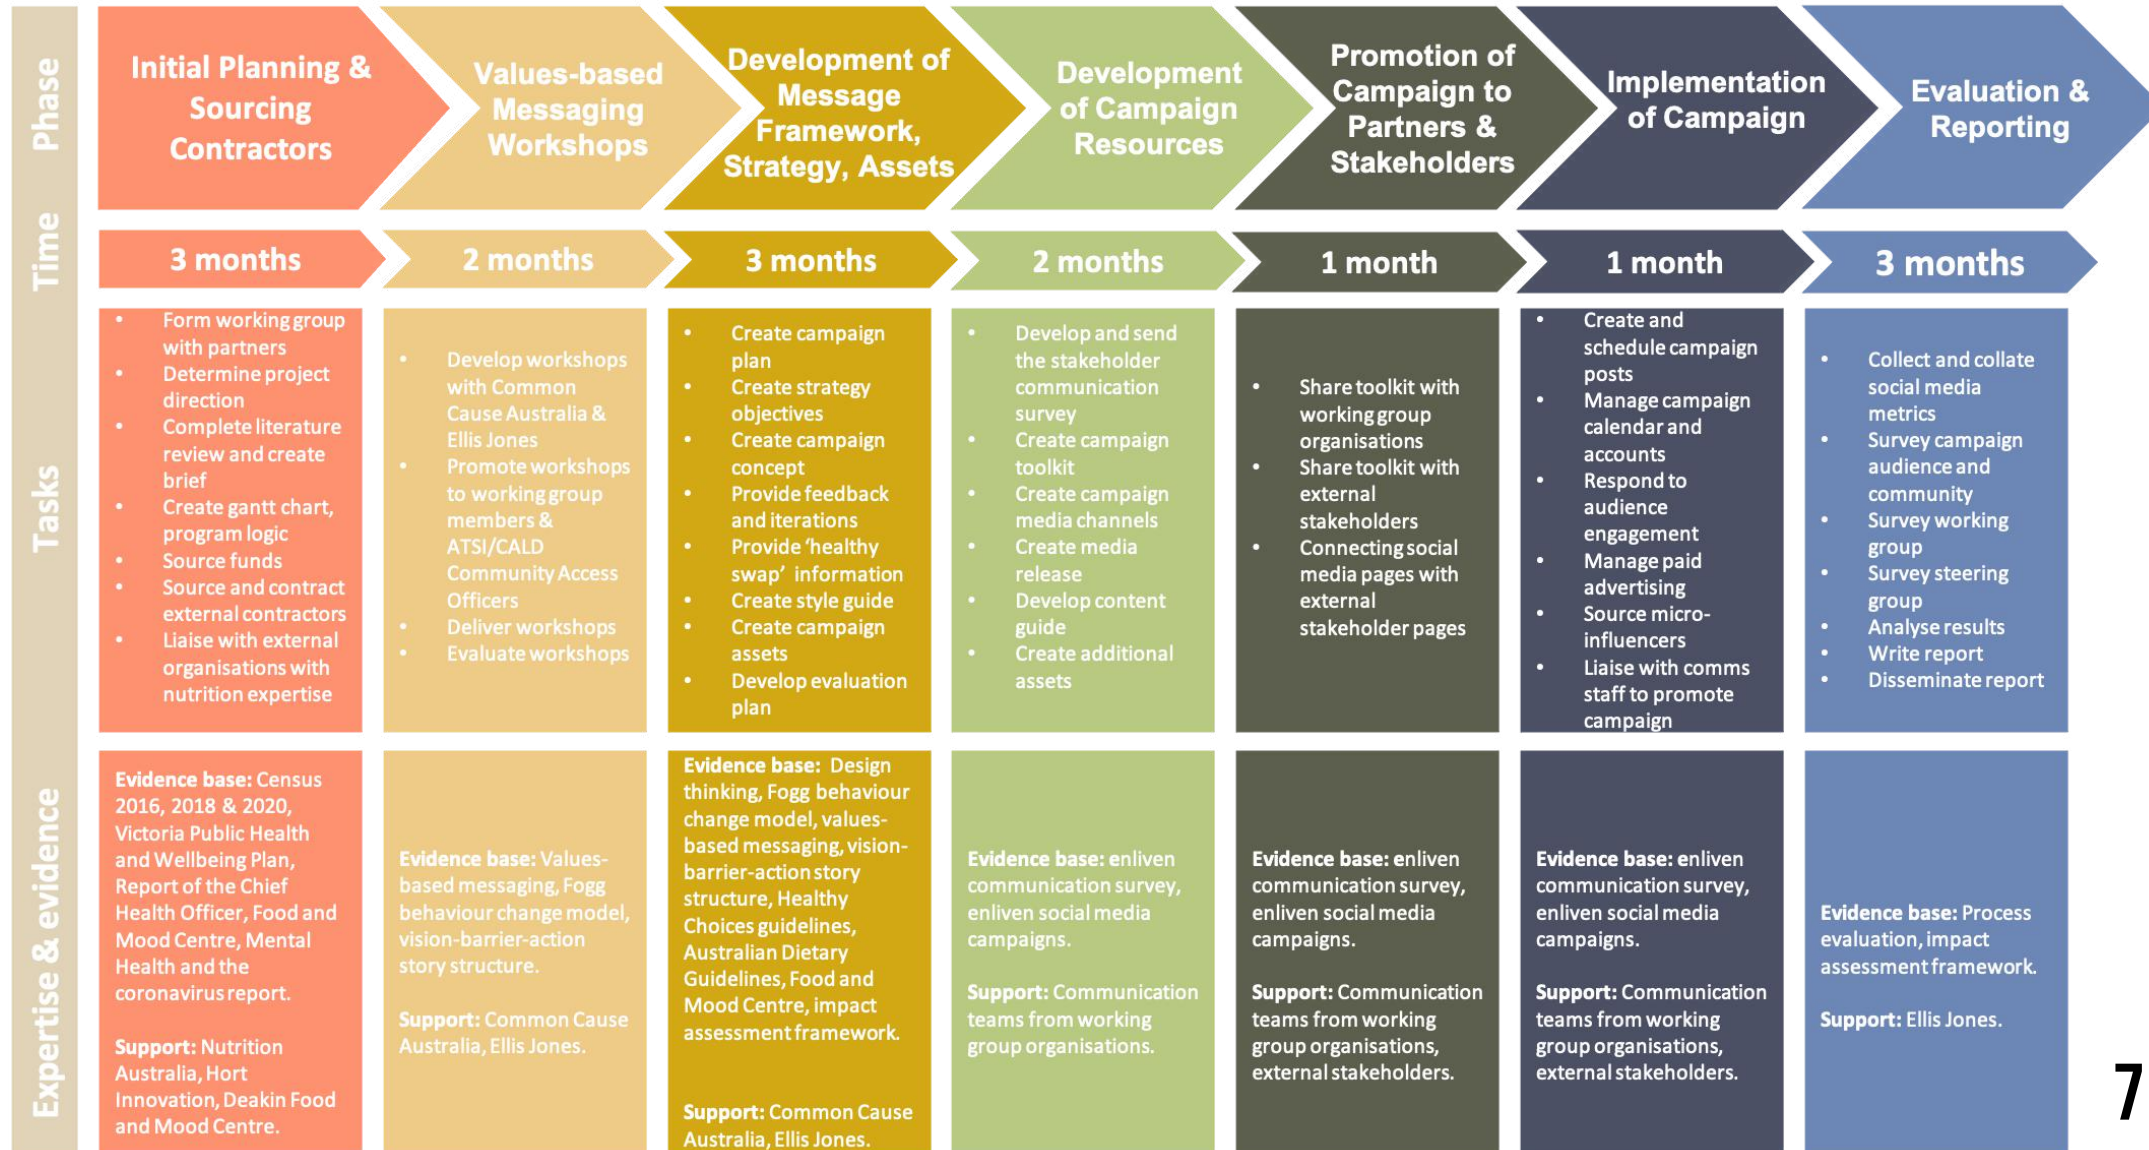 Phase
Initial Planning &
Sourcing
Contractors
Values-based
Messaging
Workshops
Development of
Message
Framework,
Strategy, Assets
Development
of Campaign
Resources
Promotion of
Campaign to
Partners &
Stakeholders
Implementation
of Campaign
Evaluation &
Reporting
Time
3 months
2 months
3 months
2 months
1 month
1 month
3 months
Tasks
• Form working group
with partners
• Determine project
direction
• Complete literature
review and create
brief
• Create gantt chart,
program logic
• Source funds
• Source and contract
external contractors
• Liaise with external
organisations with
nutrition expertise
• Develop workshops
with Common
Cause Australia &
Ellis Jones
• Promote workshops
to working group
members &
ATSI/CALD
Community Access
Officers
• Deliver workshops
• Evaluate workshops
• Create campaign
plan
• Create strategy
objectives
• Create campaign
concept
• Provide feedback
and iterations
• Provide ‘healthy
swap’ information
• Create style guide
• Create campaign
assets
• Develop evaluation
plan
• Develop and send
the stakeholder
communication
survey
• Create campaign
toolkit
• Create campaign
media channels
• Create media
release
• Develop content
guide
• Create additional
assets
• Share toolkit with
working group
organisations
• Share toolkit with
external
stakeholders
• Connecting social
media pages with
external
stakeholder pages
• Create and
schedule campaign
posts
• Manage campaign
calendar and
accounts
• Respond to
audience
engagement
• Manage paid
advertising
• Source micro-
influencers
• Liaise with comms
staff to promote
campaign
• Collect and collate
social media
metrics
• Survey campaign
audience and
community
• Survey working
group
• Survey steering
group
• Analyse results
• Write report
• Disseminate report
Expertise & evidence
Evidence base: Census
2016, 2018 & 2020,
Victoria Public Health
and Wellbeing Plan,
Report of the Chief
Health Officer, Food and
Mood Centre, Mental
Health and the
coronavirus report.
Support: Nutrition
Australia, Hort
Innovation, Deakin Food
and Mood Centre.
Evidence base: Values-
based messaging, Fogg
behaviour change model,
vision-barrier-action
story structure.
Support: Common Cause
Australia, Ellis Jones.
Evidence base: Design
thinking, Fogg behaviour
change model, values-
based messaging, vision-
barrier-action story
structure, Healthy
Choices guidelines,
Australian Dietary
Guidelines, Food and
Mood Centre, impact
assessment framework.
Support: Common Cause
Australia, Ellis Jones.
Evidence base: enliven
communication survey,
enliven social media
campaigns.
Support: Communication
teams from working
group organisations.
Evidence base: enliven
communication survey,
enliven social media
campaigns.
Support: Communication
teams from working
group organisations,
external stakeholders.
Evidence base: enliven
communication survey,
enliven social media
campaigns.
Support: Communication
teams from working
group organisations,
external stakeholders.
Evidence base: Process
evaluation, impact
assessment framework.
Support: Ellis Jones.
7